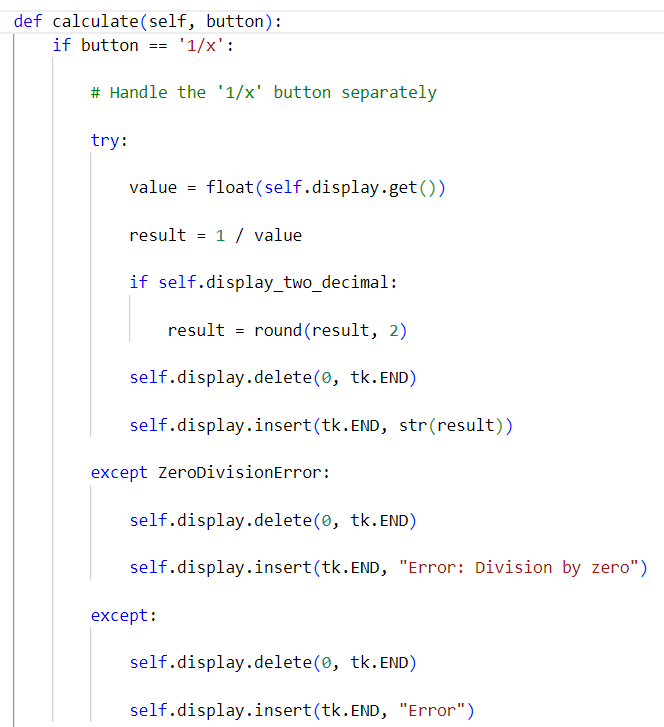 def calculate(self, button):
    if button == '1/x':
        # Handle the '1/x' button separately
        try:
            value = float(self.display.get())
            result = 1 / value
            if self.display_two_decimal:
                result = round(result, 2)
            self.display.delete(0, tk.END)
            self.display.insert(tk.END, str(result))
        except ZeroDivisionError:
            self.display.delete(0, tk.END)
            self.display.insert(tk.END, "Error: Division by zero")
        except:
            self.display.delete(0, tk.END)
            self.display.insert(tk.END, "Error")